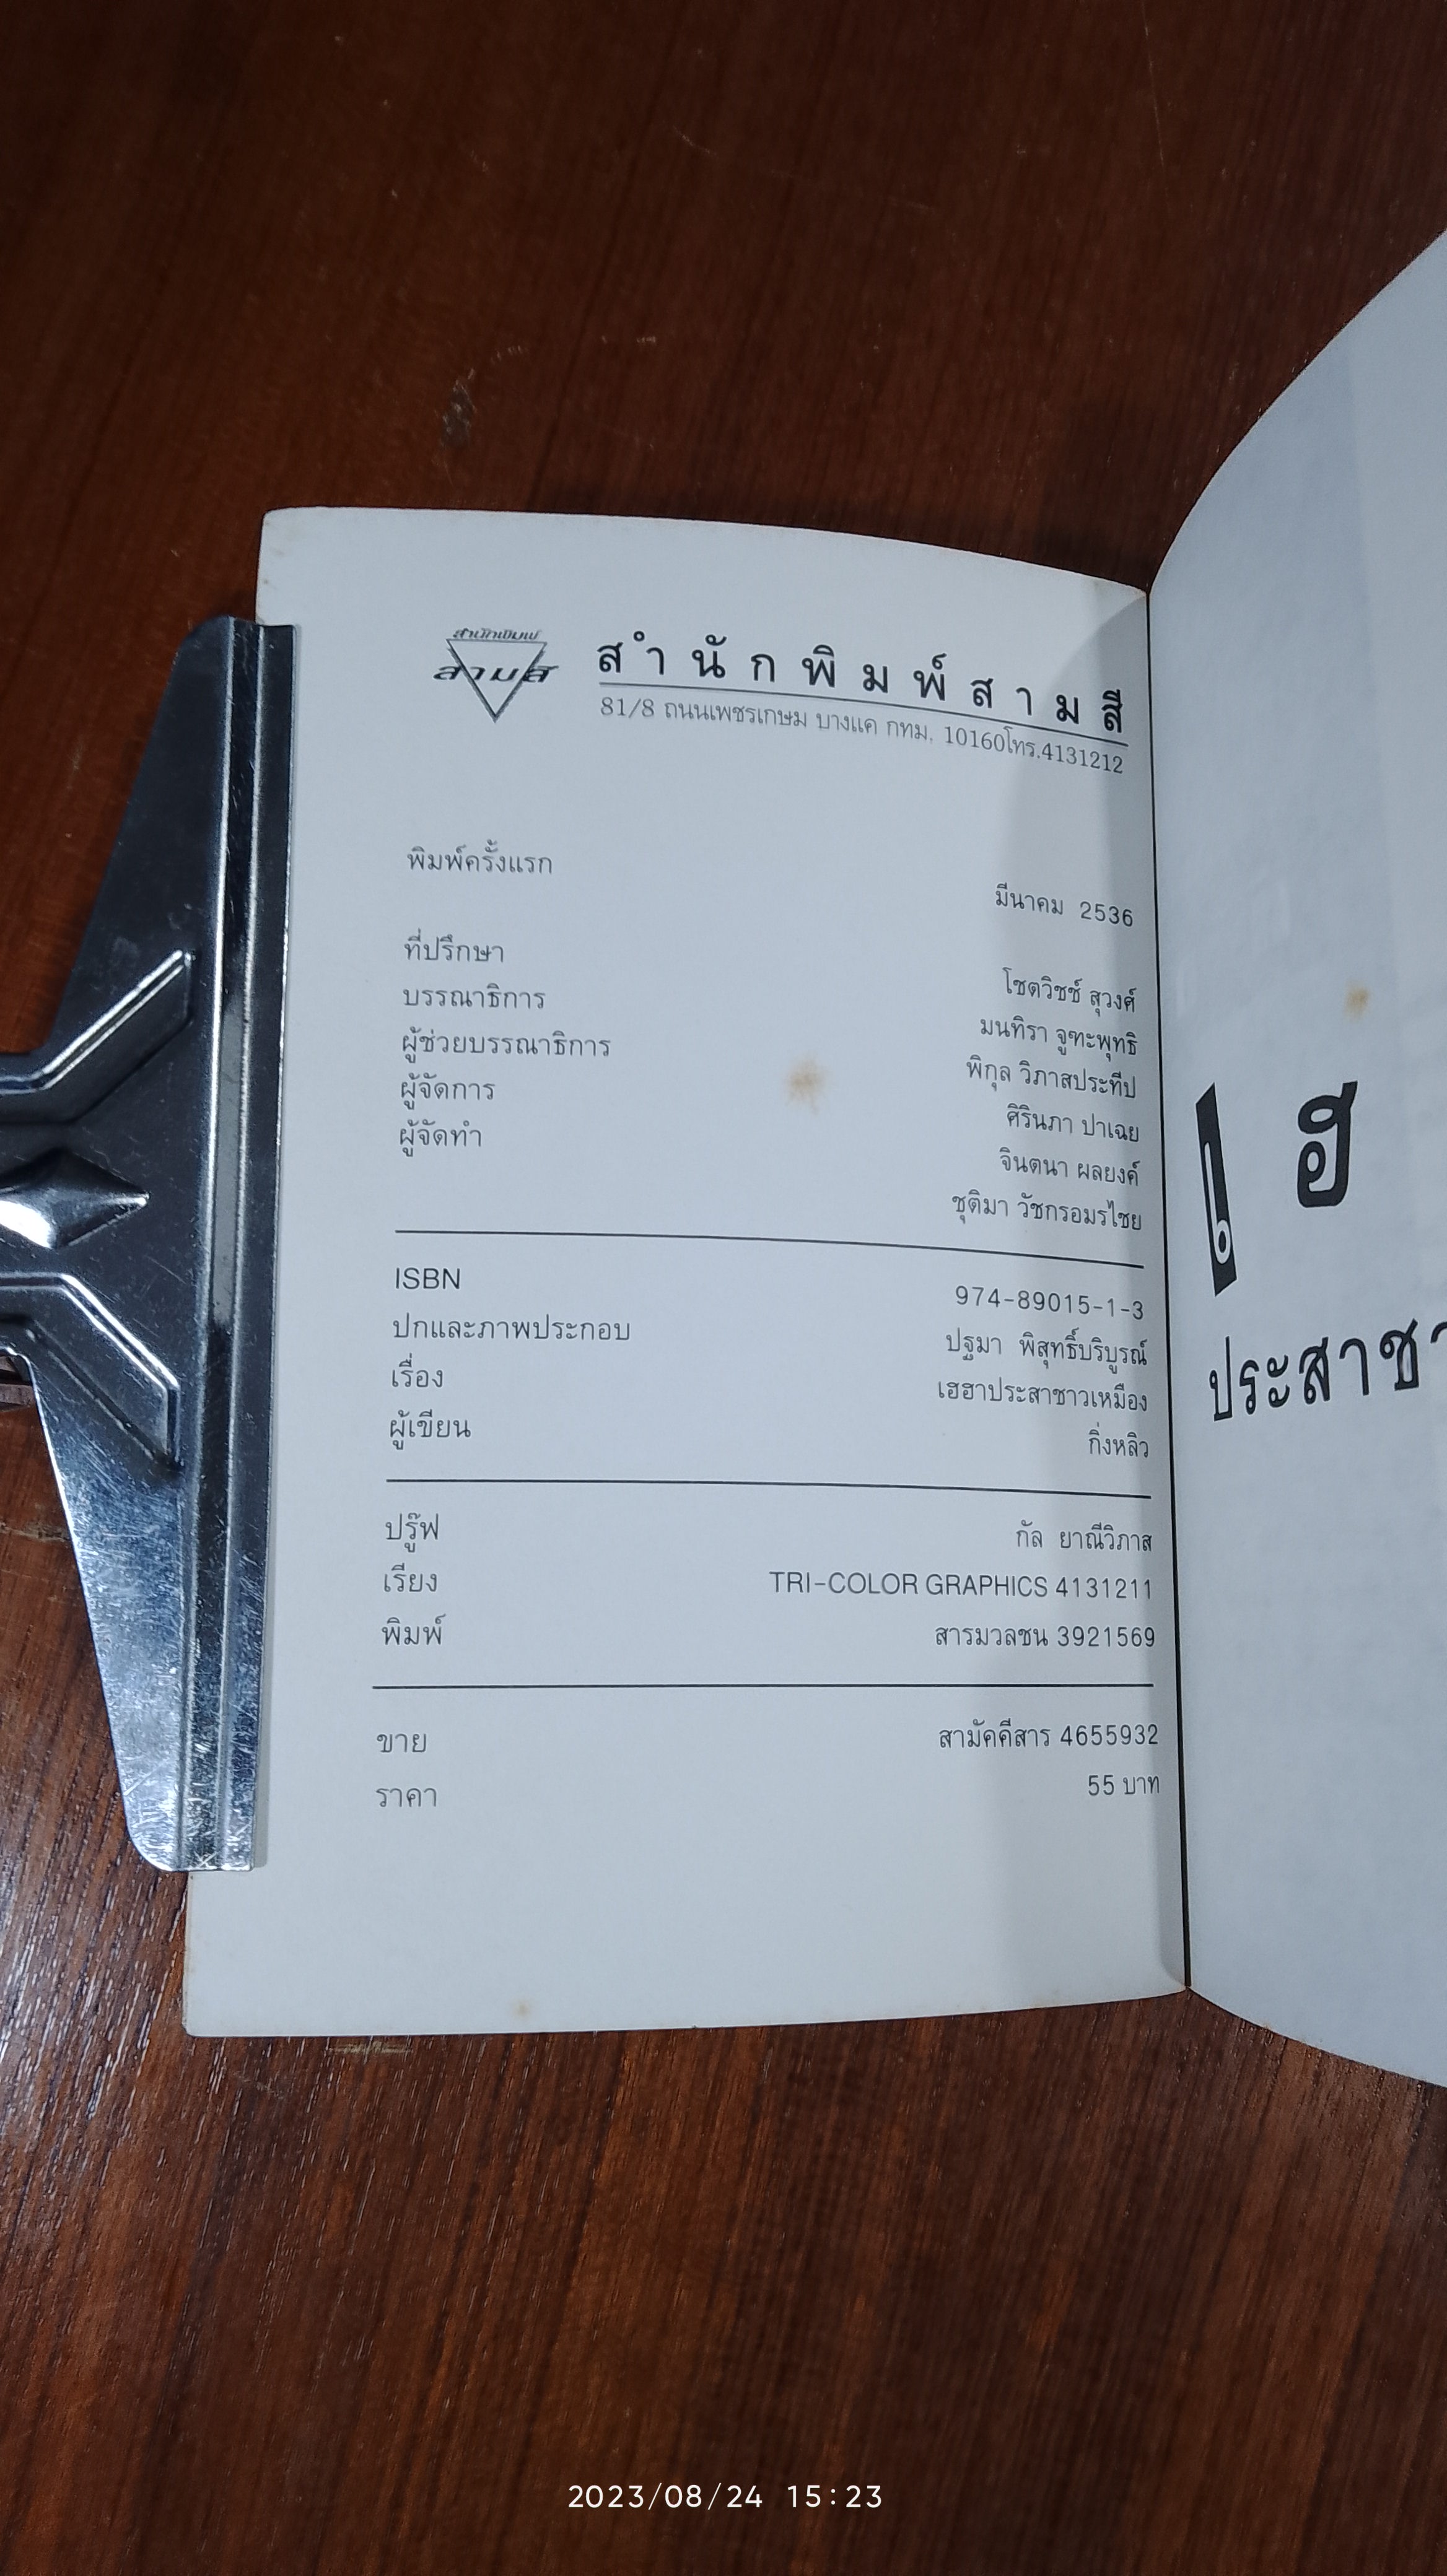 สำนักพิมพ์
สามสี
สำนักพิมพ์สามสี
81/8 ถนนเพชรเกษม บางแค กทม. 10160โทร.4131212
พิมพ์ครั้งแรก มีนาคม 2536
ที่ปรึกษา โชตวิชช์ สุวงศ์
บรรณาธิการ มนทิรา จูฑะพุทธิ
ผู้ช่วยบรรณาธิการ พิกุล วิภาสประทีป
ผู้จัดการ ศิรินภา ปาเฉย
ผู้จัดทำ จินตนา ผลยงค์
ชุติมา วัชกรอมรไชย
ISBN 974-89015-1-3
ปกและภาพประกอบ ปฐมา พิสุทธิ์บริบูรณ์
เรื่อง เฮฮาประสาชาวเหมือง
ผู้เขียน กิ่งหลิว
ปรู๊ฟ กัล ยาณีวิภาส
เรียง TRI-COLOR GRAPHICS 4131211
พิมพ์ สารมวลชน 3921569
ขาย สามัคคีสาร 4655932
ราคา 55 บาท
เฮ
ประสาชา
2023/08/24 15:23